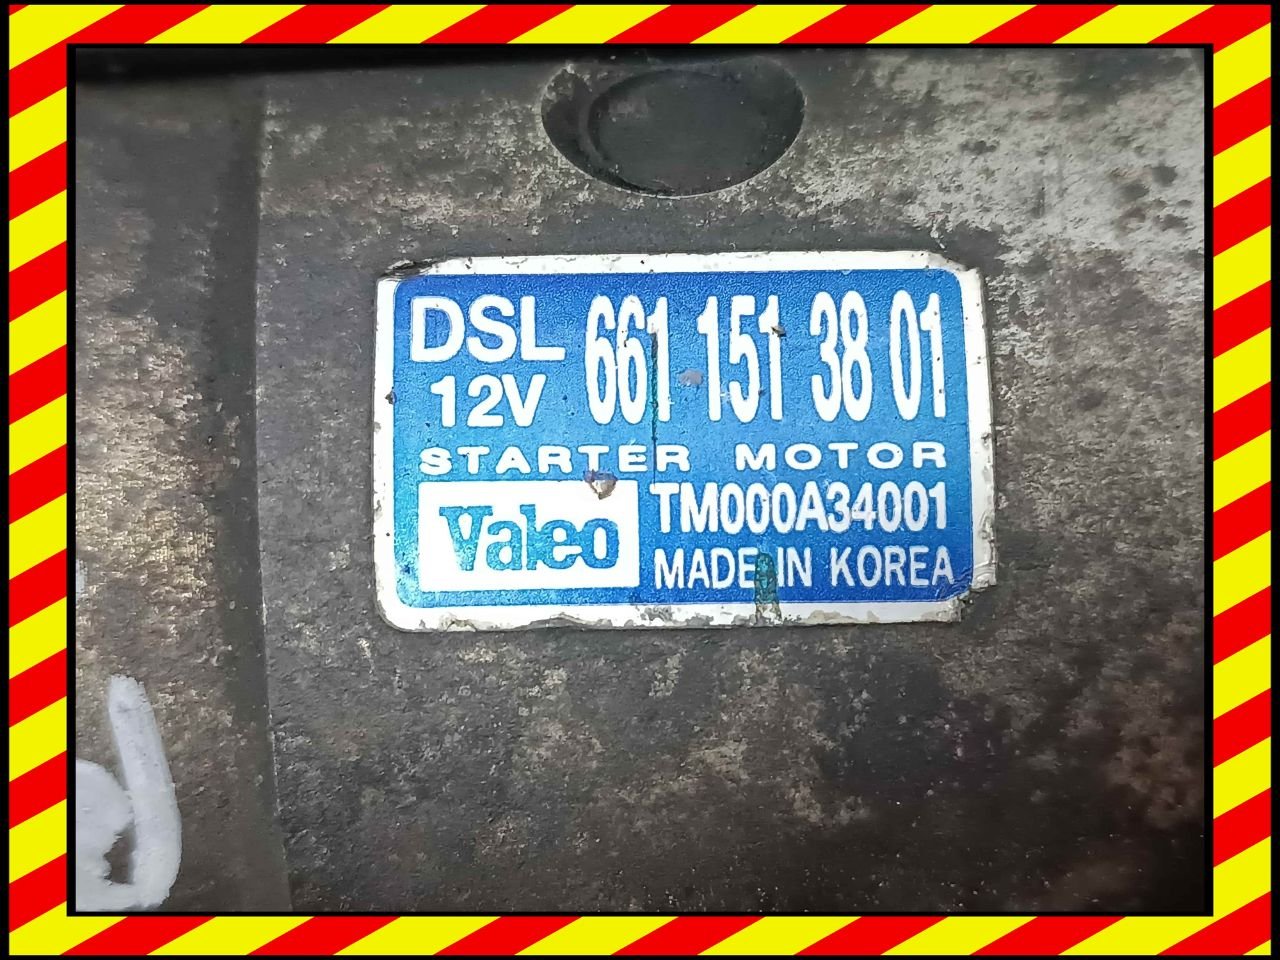 DSL 661 151 38 01
12V
STARTER MOTOR
Valeo TM000A34001
MADE IN KOREA